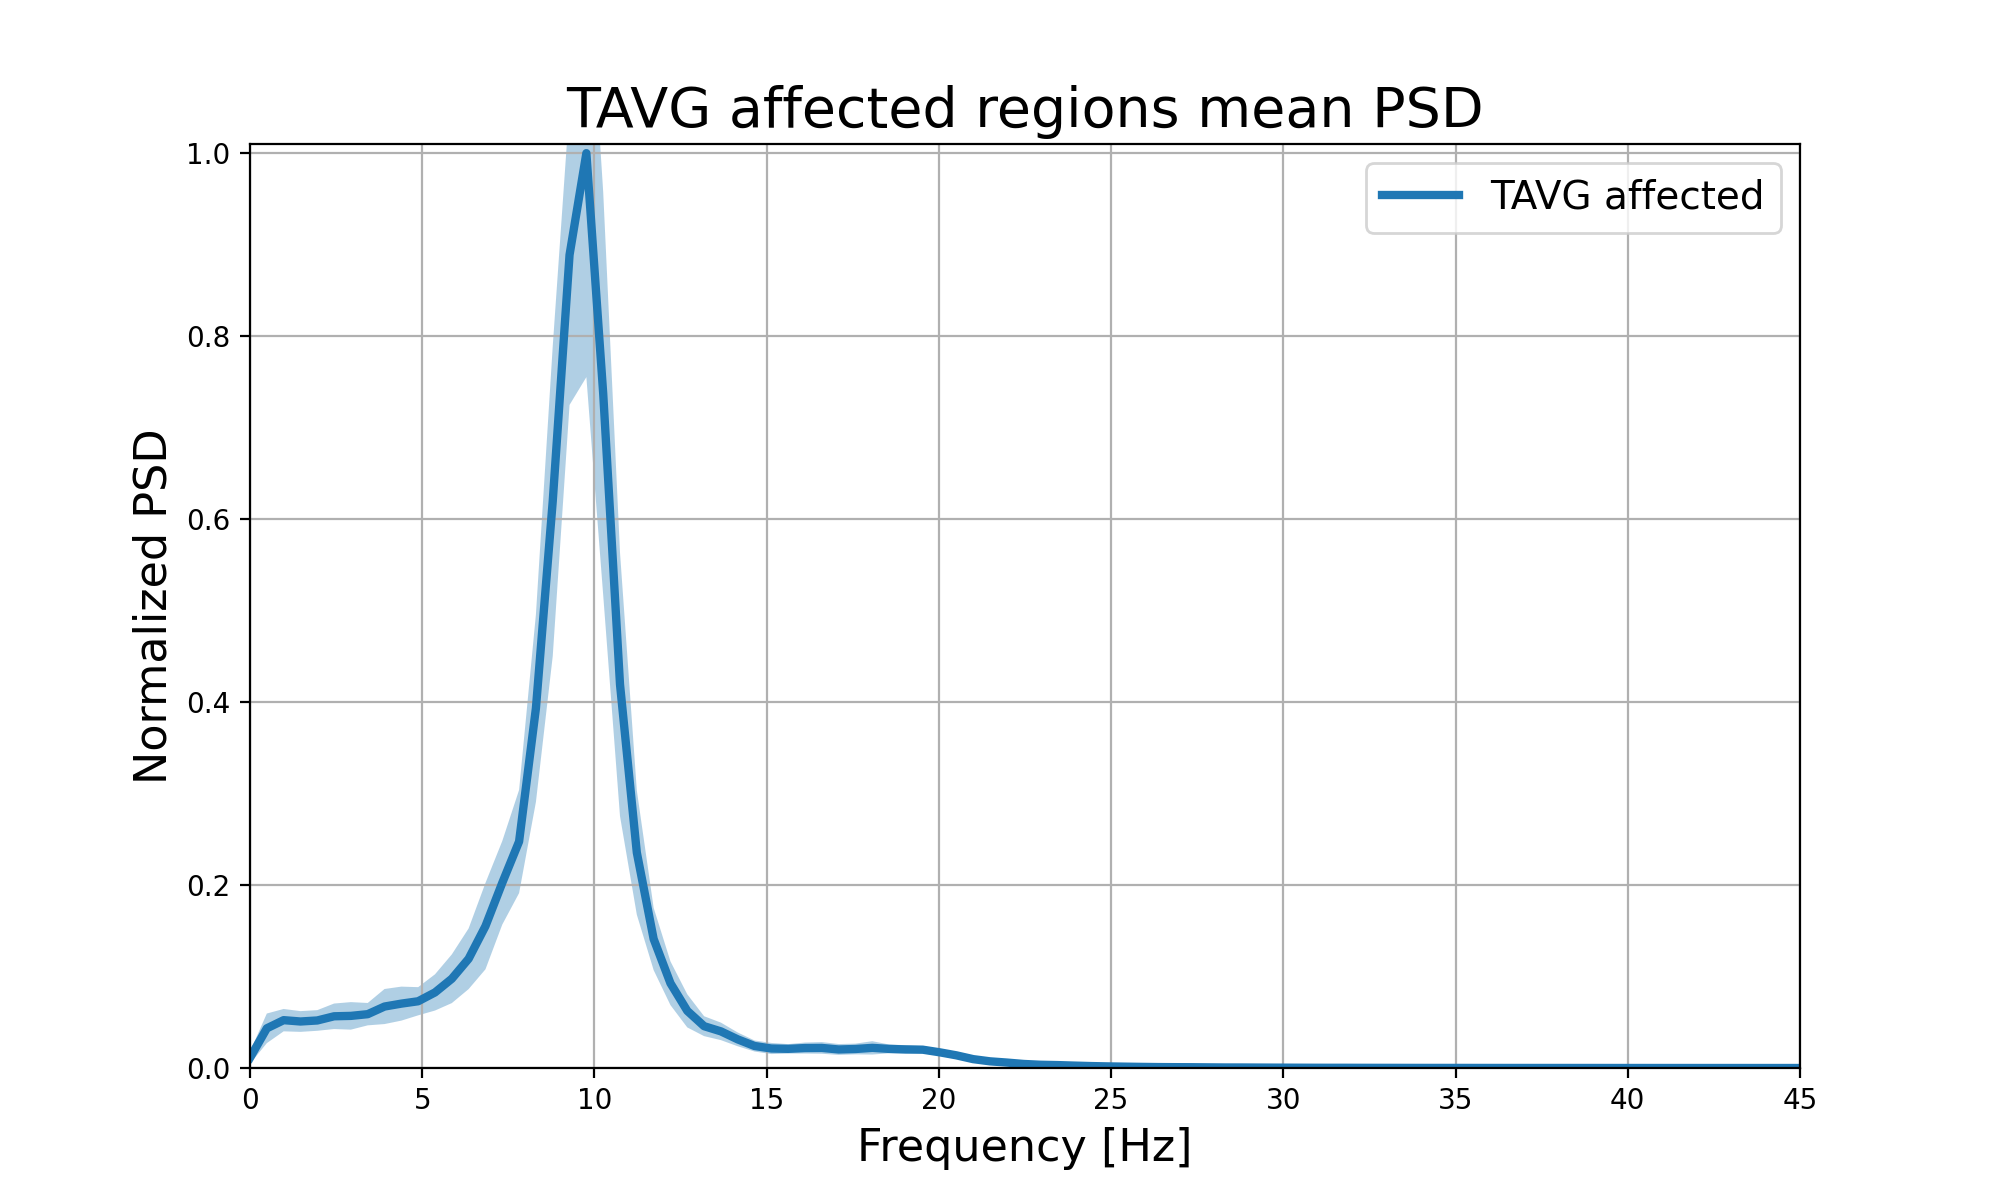 TAVG affected regions mean PSD
TAVG affected
Normalized PSD
1.0
0.8
0.6
0.4
0.2
0.0
0 5 10 15 20 25 30 35 40 45
Frequency [Hz]